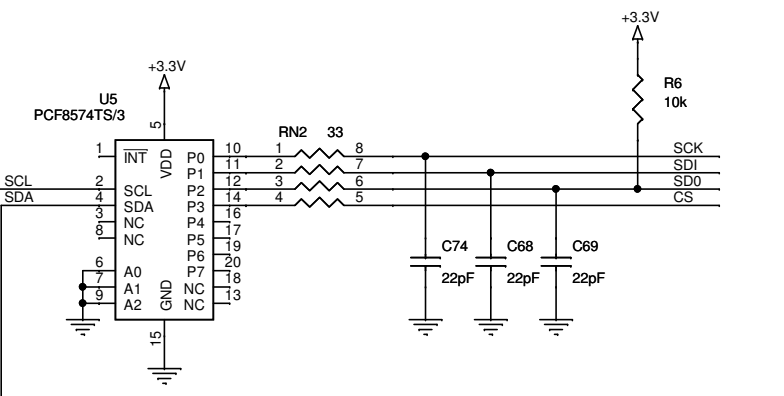 +3.3V
+3.3V
U5
PCF8574TS/3
R6
10k
5
RN2 33
1 INT VDD P0 10 1 8 SCK
P1 11 2 7 SDI
SCL 2 SCL P2 12 3 6 SD0
SDA 4 SDA P3 14 4 5 CS
3 NC P4 16
8 NC P5 17
P6 19
6 A0 P7 20
7 A1 GND NC 18
9 A2 NC 13
C74 C68 C69
22pF 22pF 22pF
15